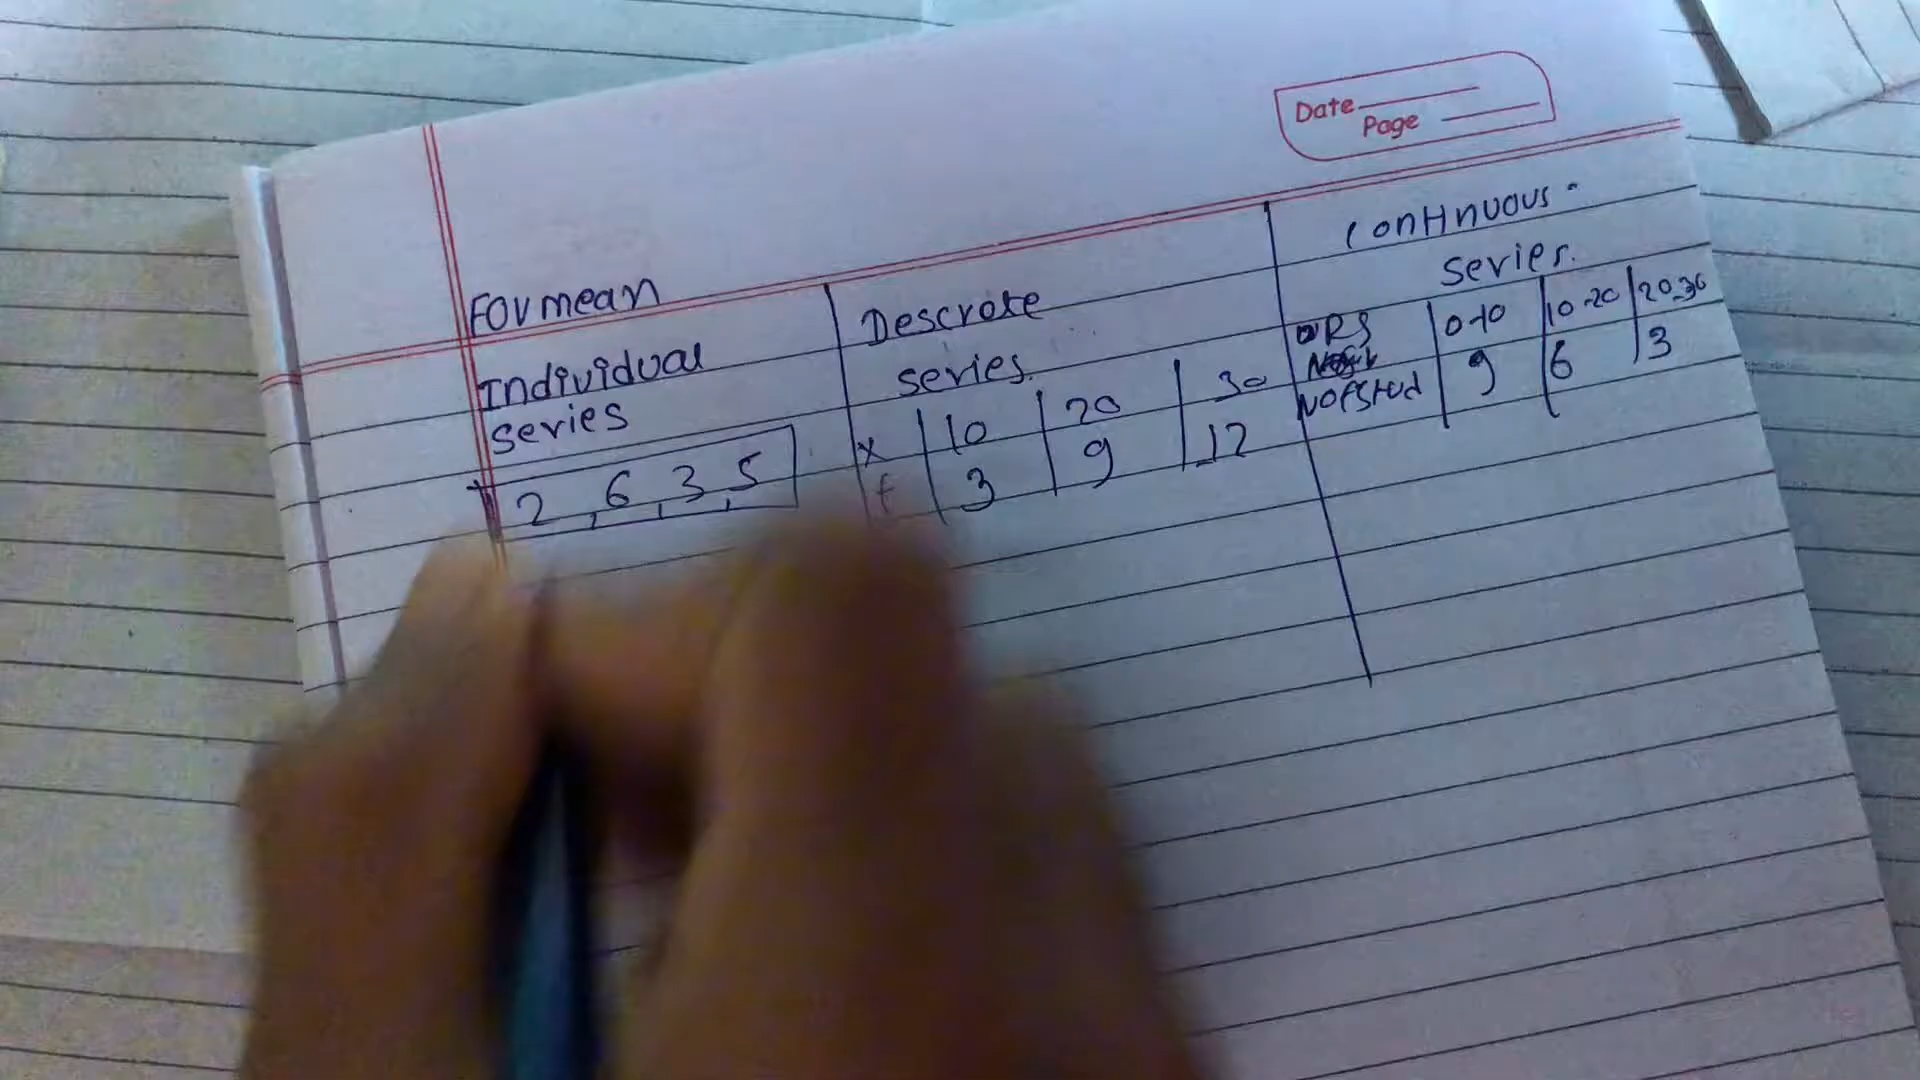 Date
Page
FOV mean
Individual
series
2, 6, 3, 5
Descrete
series.
x | 10 | 20 | 30
f | 3 | 9 | 12
continuous
series.
0-10 | 10-20 | 20-30
No of stud | 9 | 6 | 3